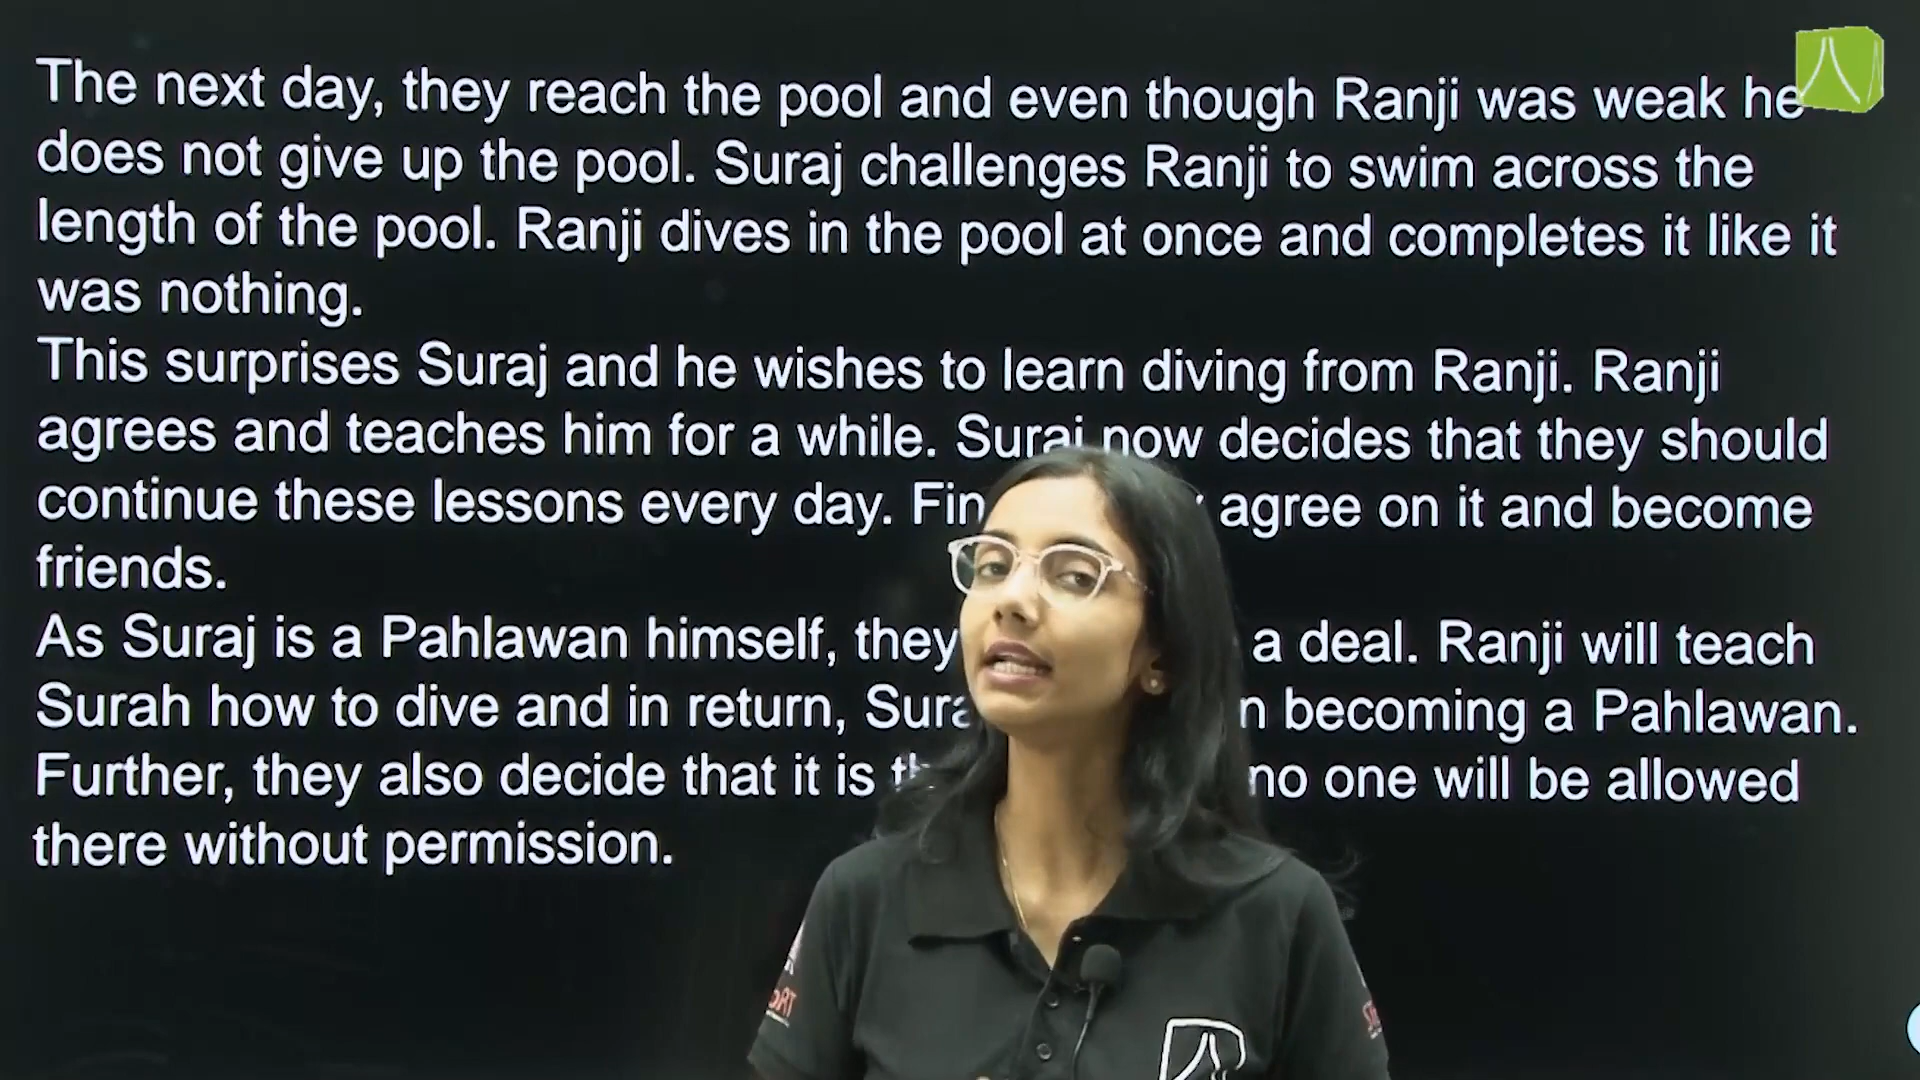 The next day, they reach the pool and even though Ranji was weak he
does not give up the pool. Suraj challenges Ranji to swim across the
length of the pool. Ranji dives in the pool at once and completes it like it
was nothing.
This surprises Suraj and he wishes to learn diving from Ranji. Ranji
agrees and teaches him for a while. Suraj now decides that they should
continue these lessons every day. agree on it and become
friends.
As Suraj is a Pahlawan himself, they a deal. Ranji will teach
Surah how to dive and in return, becoming a Pahlawan.
Further, they also decide that it is no one will be allowed
there without permission.